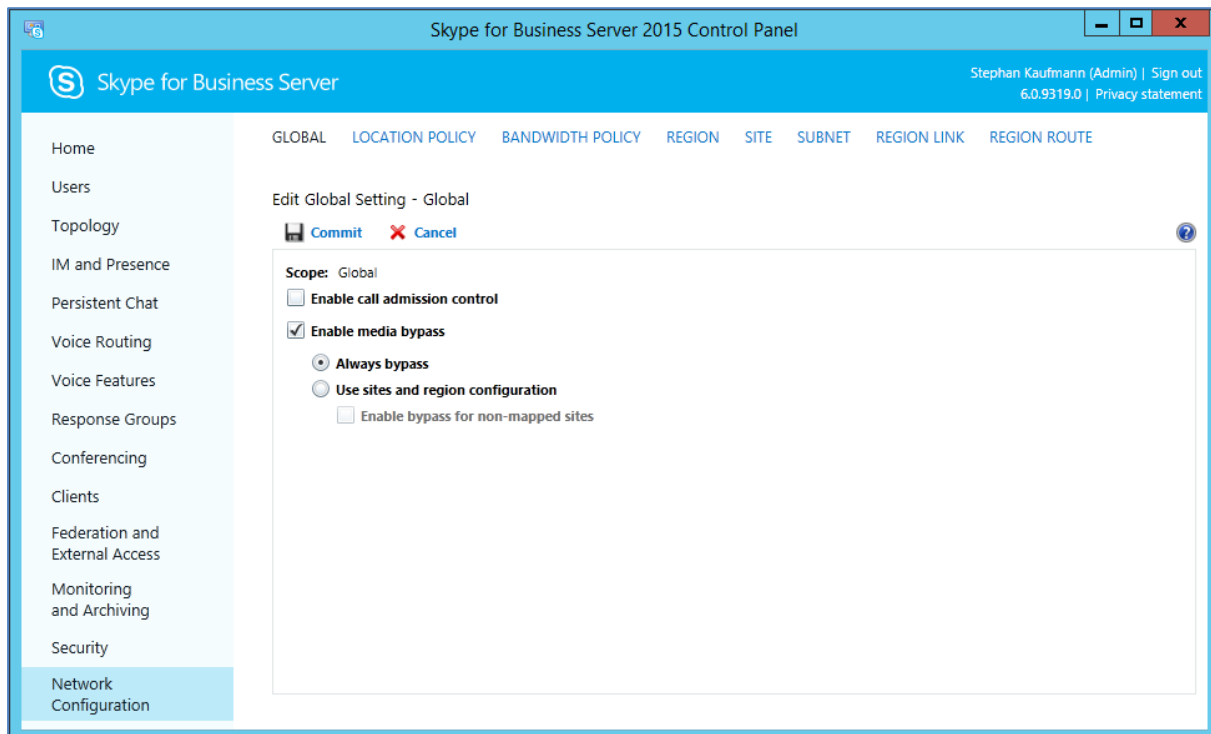 Skype for Business Server 2015 Control Panel
Skype for Business Server
Stephan Kaufmann (Admin) | Sign out
6.0.9319.0 | Privacy statement
Home
Users
Topology
IM and Presence
Persistent Chat
Voice Routing
Voice Features
Response Groups
Conferencing
Clients
Federation and
External Access
Monitoring
and Archiving
Security
Network
Configuration
GLOBAL LOCATION POLICY BANDWIDTH POLICY REGION SITE SUBNET REGION LINK REGION ROUTE
Edit Global Setting - Global
Commit Cancel
Scope: Global
Enable call admission control
Enable media bypass
Always bypass
Use sites and region configuration
Enable bypass for non-mapped sites